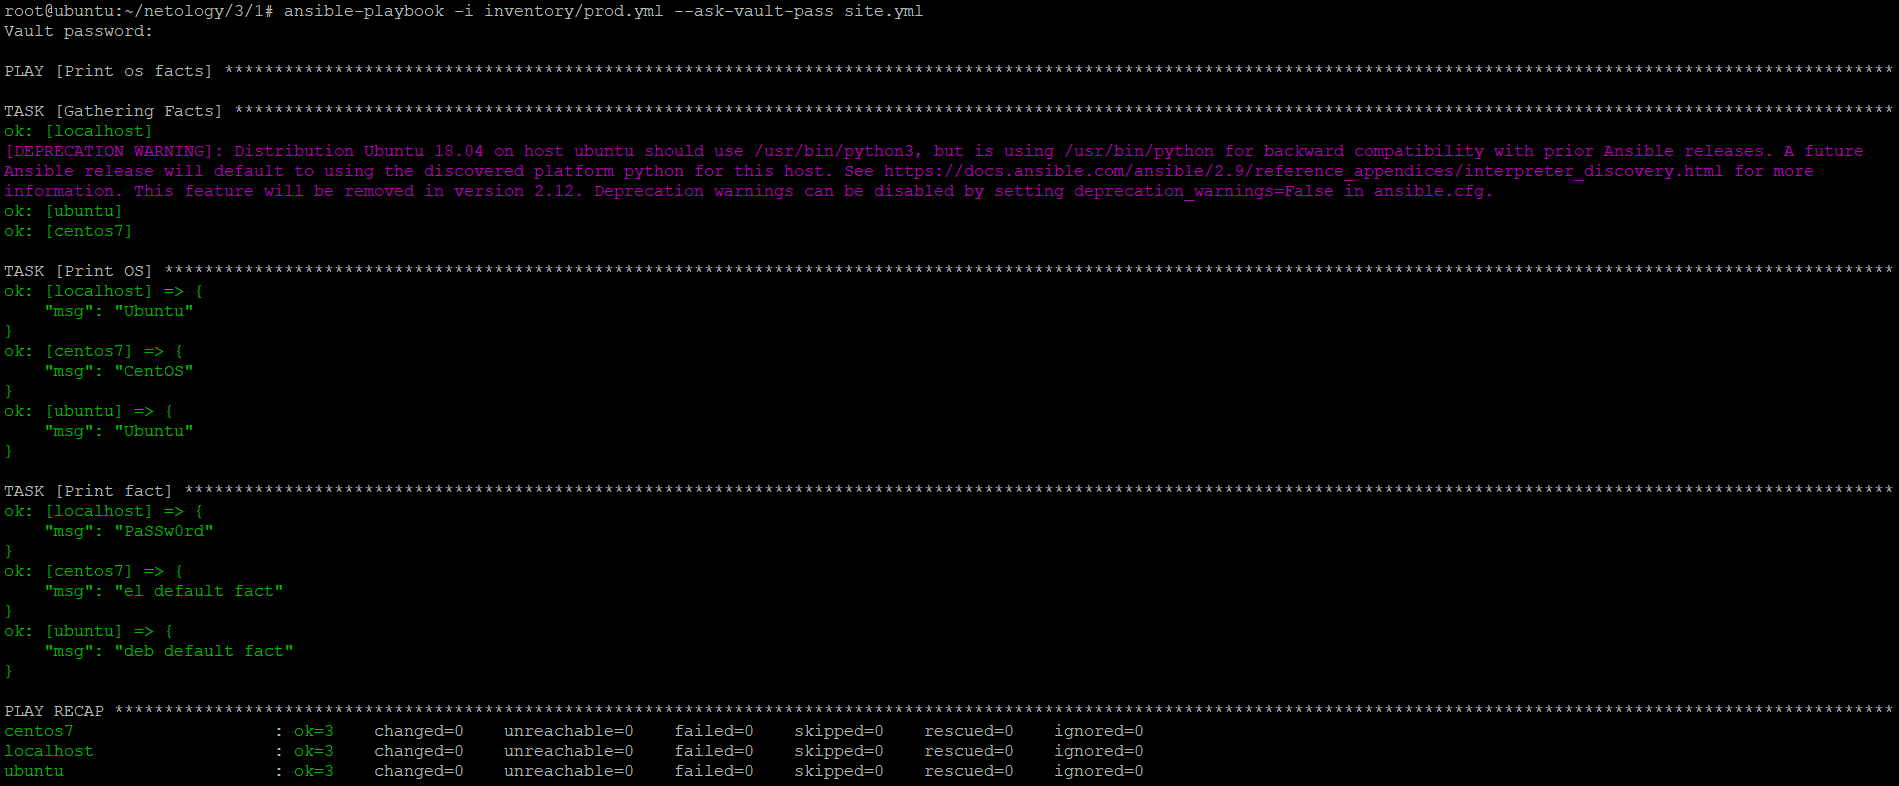 root@ubuntu:~/netology/3/1# ansible-playbook -i inventory/prod.yml --ask-vault-pass site.yml
Vault password:
PLAY [Print os facts] ***********************************************************************************************************************************************************************
TASK [Gathering Facts] **********************************************************************************************************************************************************************
ok: [localhost]
[DEPRECATION WARNING]: Distribution Ubuntu 18.04 on host ubuntu should use /usr/bin/python3, but is using /usr/bin/python for backward compatibility with prior Ansible releases. A future
Ansible release will default to using the discovered platform python for this host. See https://docs.ansible.com/ansible/2.9/reference_appendices/interpreter_discovery.html for more
information. This feature will be removed in version 2.12. Deprecation warnings can be disabled by setting deprecation_warnings=False in ansible.cfg.
ok: [ubuntu]
ok: [centos7]
TASK [Print OS] *****************************************************************************************************************************************************************************
ok: [localhost] => {
    "msg": "Ubuntu"
}
ok: [centos7] => {
    "msg": "CentOS"
}
ok: [ubuntu] => {
    "msg": "Ubuntu"
}
TASK [Print fact] ***************************************************************************************************************************************************************************
ok: [localhost] => {
    "msg": "PaSSw0rd"
}
ok: [centos7] => {
    "msg": "el default fact"
}
ok: [ubuntu] => {
    "msg": "deb default fact"
}
PLAY RECAP **********************************************************************************************************************************************************************************
centos7                    : ok=3    changed=0    unreachable=0    failed=0    skipped=0    rescued=0    ignored=0
localhost                  : ok=3    changed=0    unreachable=0    failed=0    skipped=0    rescued=0    ignored=0
ubuntu                     : ok=3    changed=0    unreachable=0    failed=0    skipped=0    rescued=0    ignored=0